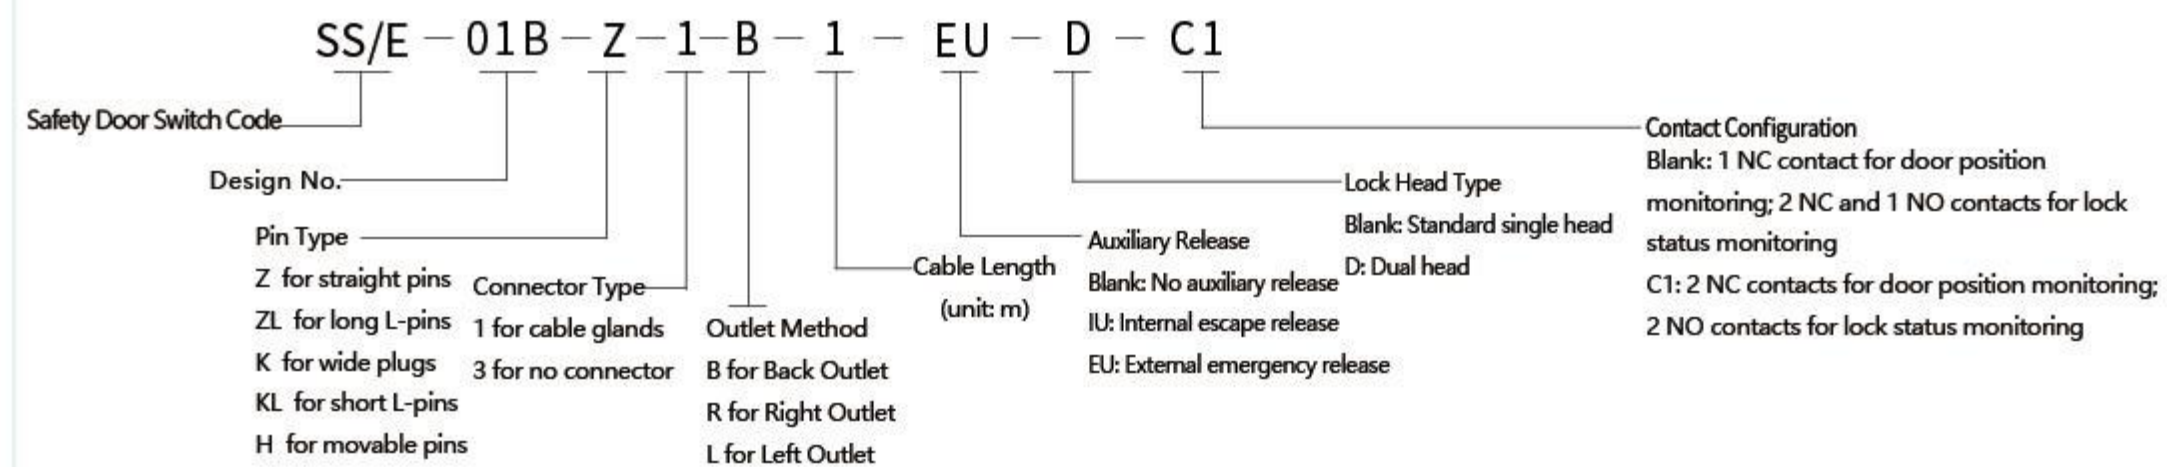 SS/E — 01B — Z — 1 — B — 1 — EU — D — C1
Safety Door Switch Code
Design No.
Pin Type
Z for straight pins
ZL for long L-pins
K for wide plugs
KL for short L-pins
H for movable pins
Connector Type
1 for cable glands
3 for no connector
Outlet Method
B for Back Outlet
R for Right Outlet
L for Left Outlet
Cable Length
(unit: m)
Auxiliary Release
Blank: No auxiliary release
IU: Internal escape release
EU: External emergency release
Lock Head Type
Blank: Standard single head
D: Dual head
Contact Configuration
Blank: 1 NC contact for door position
monitoring; 2 NC and 1 NO contacts for lock
status monitoring
C1: 2 NC contacts for door position monitoring;
2 NO contacts for lock status monitoring